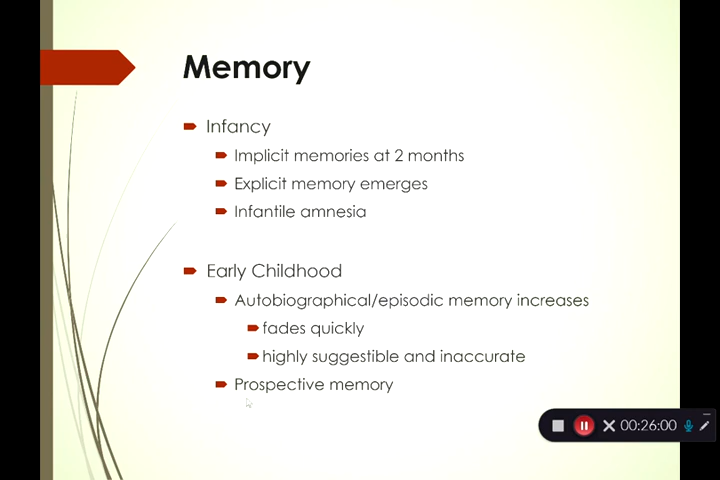 Memory
Infancy
Implicit memories at 2 months
Explicit memory emerges
Infantile amnesia
Early Childhood
Autobiographical/episodic memory increases
fades quickly
highly suggestible and inaccurate
Prospective memory
00:26:00